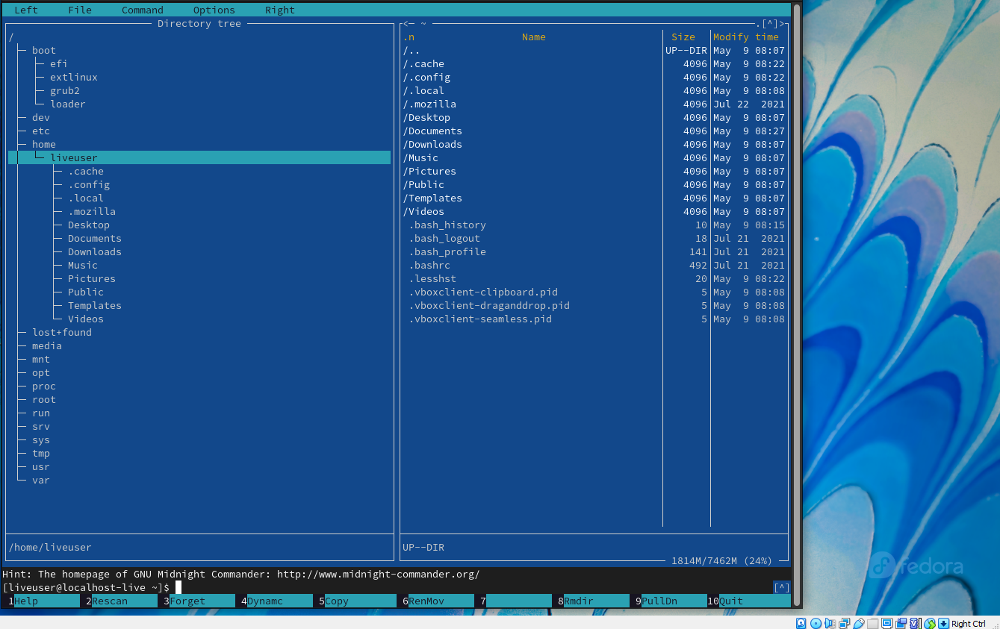 Left File Command Options Right
Directory tree
/
boot
efi
extlinux
grub2
loader
dev
etc
home
liveuser
.cache
.config
.local
.mozilla
Desktop
Documents
Downloads
Music
Pictures
Public
Templates
Videos
lost+found
media
mnt
opt
proc
root
run
srv
sys
tmp
usr
var
/home/liveuser
<─ ~ .[^]>
.n Name Size Modify time
/.. UP--DIR May  9 08:07
/.cache 4096 May  9 08:22
/.config 4096 May  9 08:22
/.local 4096 May  9 08:08
/.mozilla 4096 Jul 22  2021
/Desktop 4096 May  9 08:07
/Documents 4096 May  9 08:27
/Downloads 4096 May  9 08:07
/Music 4096 May  9 08:07
/Pictures 4096 May  9 08:07
/Public 4096 May  9 08:07
/Templates 4096 May  9 08:07
/Videos 4096 May  9 08:07
.bash_history 10 May  9 08:15
.bash_logout 18 Jul 21  2021
.bash_profile 141 Jul 21  2021
.bashrc 492 Jul 21  2021
.lesshst 20 May  9 08:22
.vboxclient-clipboard.pid 5 May  9 08:08
.vboxclient-draganddrop.pid 5 May  9 08:08
.vboxclient-seamless.pid 5 May  9 08:08
UP--DIR
1814M/7462M (24%)
Hint: The homepage of GNU Midnight Commander: http://www.midnight-commander.org/
[liveuser@localhost-live ~]$ [^]
1Help 2Rescan 3Forget 4Dynamc 5Copy 6RenMov 7 8Rmdir 9PullDn 10Quit
fedora
Right Ctrl